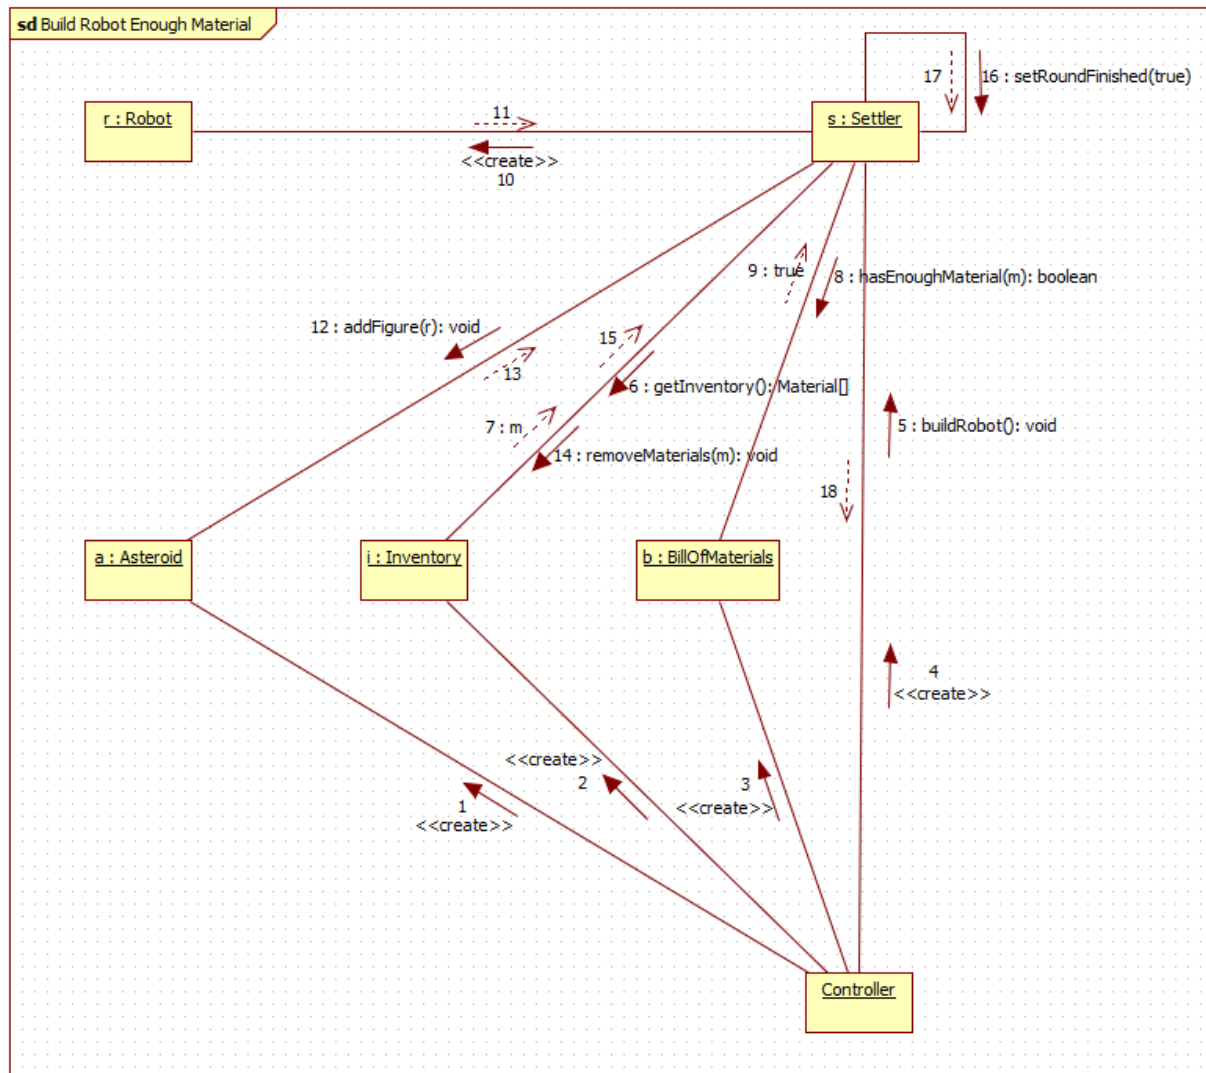 sd Build Robot Enough Material
17
16 : setRoundFinished(true)
r : Robot
11
s : Settler
<<create>>
10
9 : true
8 : hasEnoughMaterial(m): boolean
12 : addFigure(r): void
15
13
6 : getInventory(): Material[]
7 : m
5 : buildRobot(): void
14 : removeMaterials(m): void
18
a : Asteroid
i : Inventory
b : BillOfMaterials
4
<<create>>
<<create>>
2
3
<<create>>
1
<<create>>
Controller